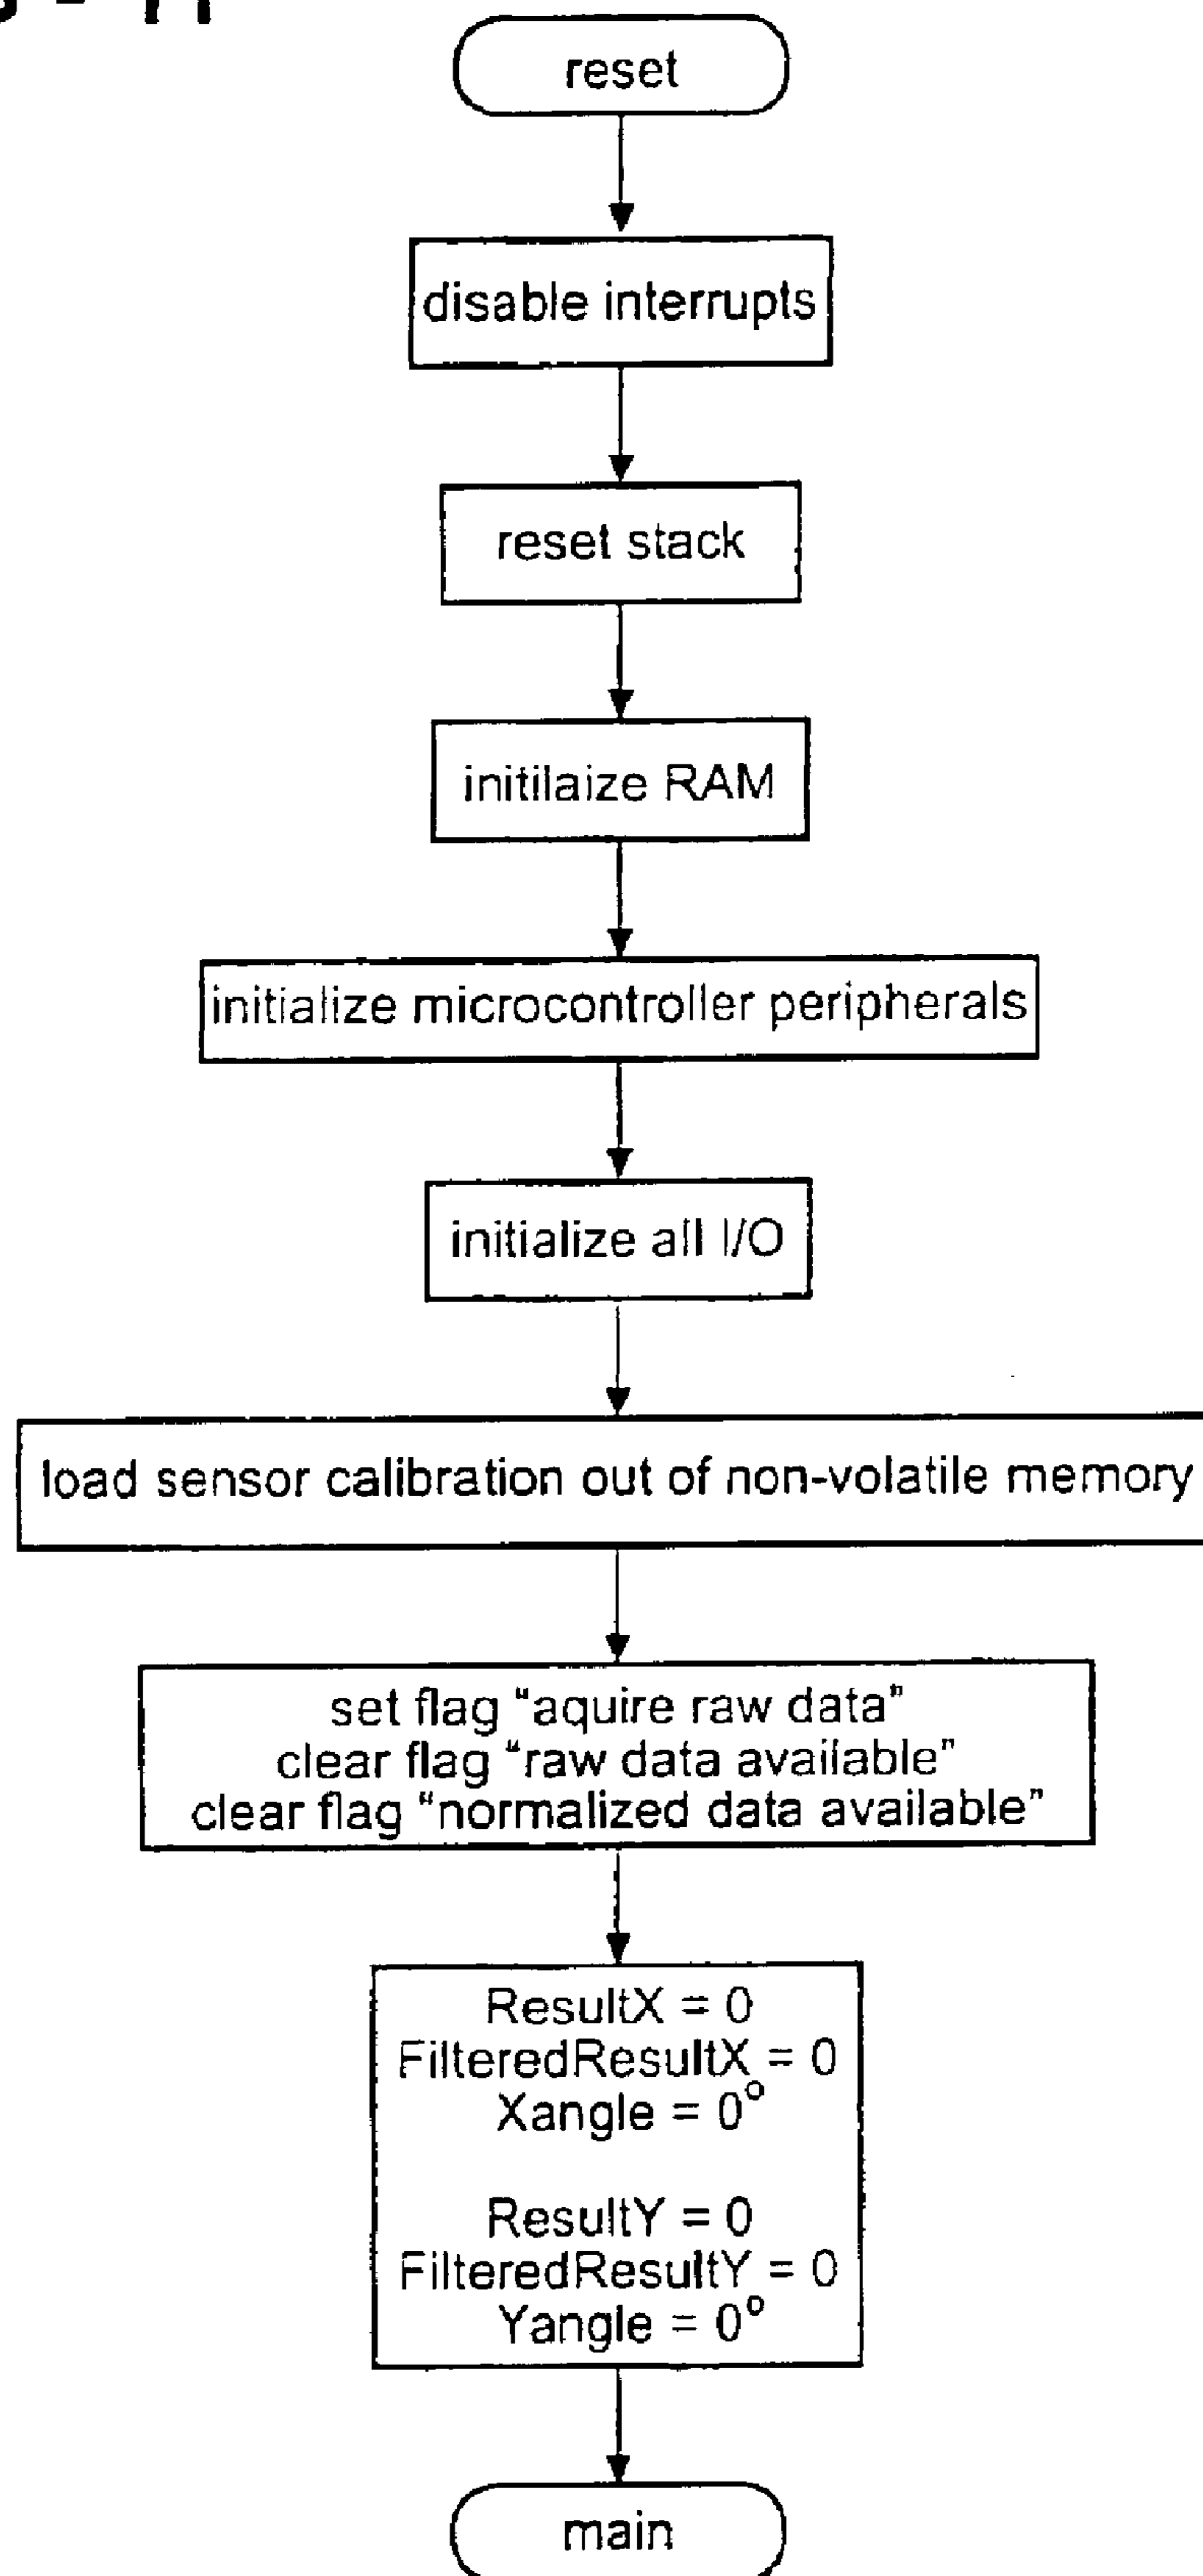 reset
disable interrupts
reset stack
initilaize RAM
initialize microcontroller peripherals
initialize all I/O
load sensor calibration out of non-volatile memory
set flag "aquire raw data"
clear flag "raw data available"
clear flag "normalized data available"
ResultX = 0
FilteredResultX = 0
Xangle = 0°
ResultY = 0
FilteredResultY = 0
Yangle = 0°
main